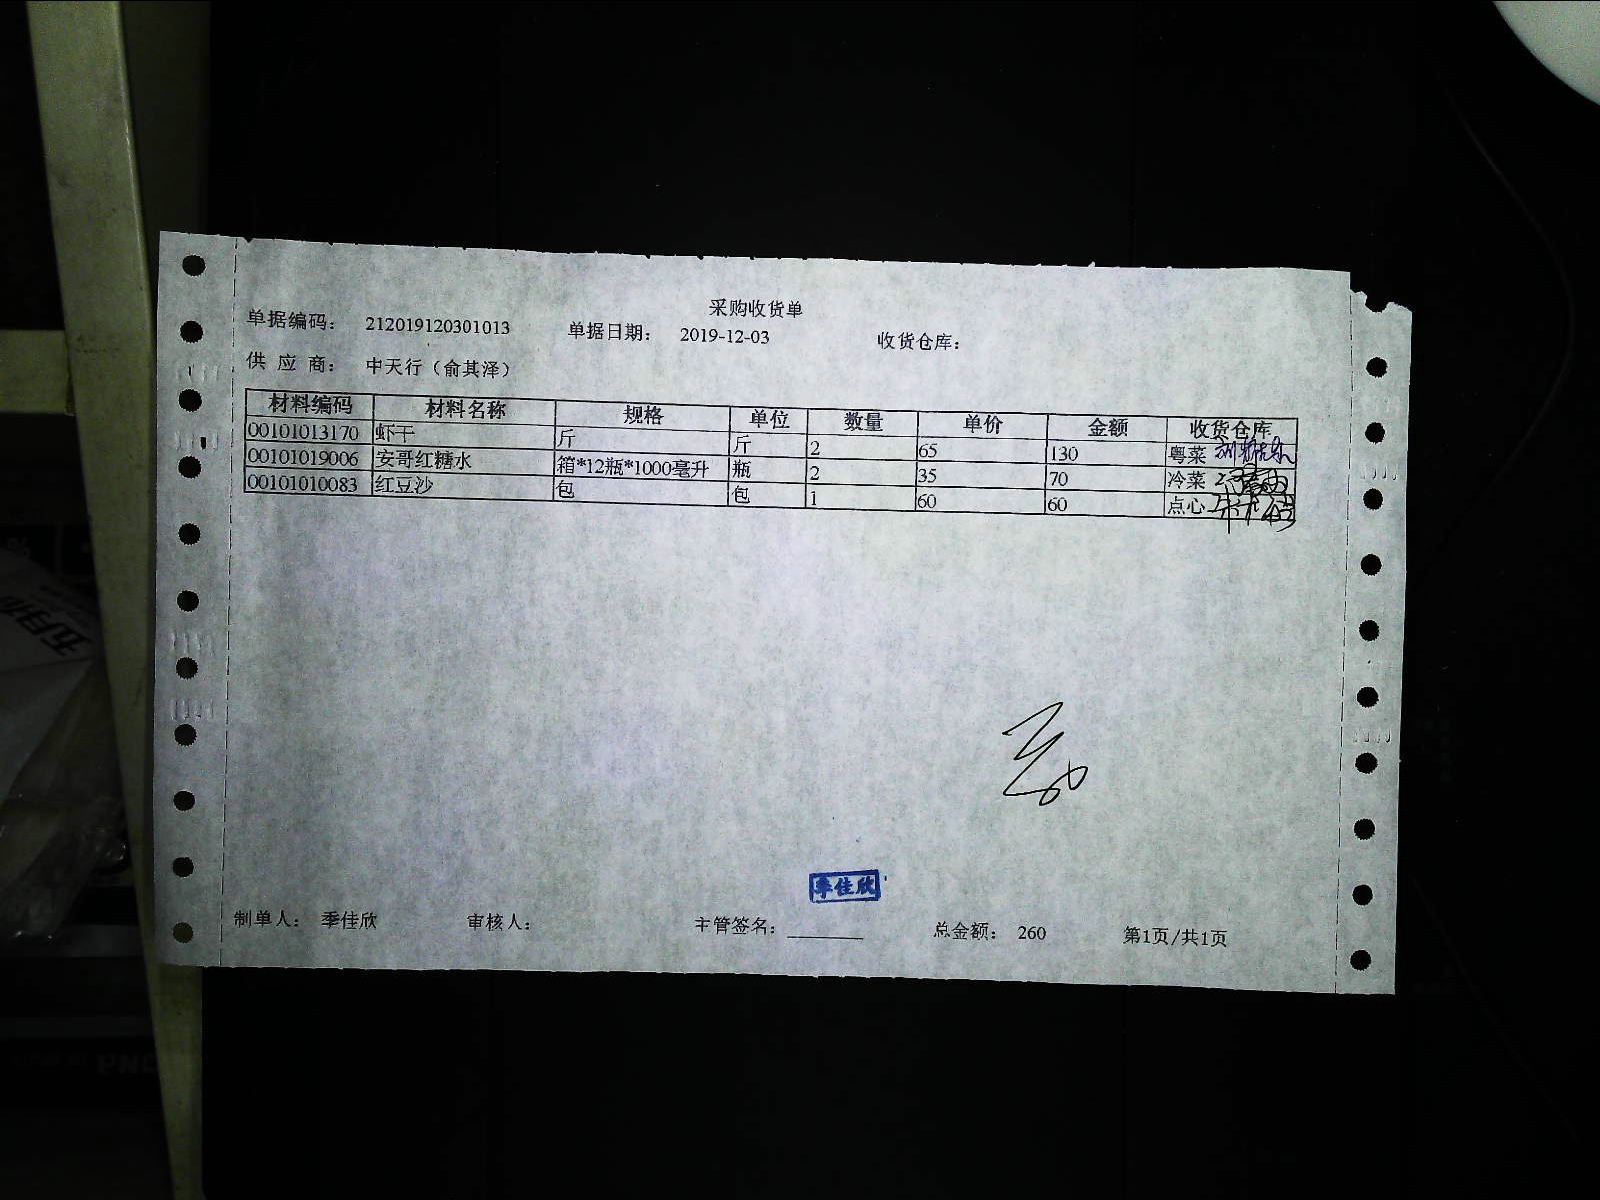 采购收货单
单据编码： 212019120301013 单据日期： 2019-12-03 收货仓库：
供 应 商： 中天行（俞其泽）
材料编码 材料名称 规格 单位 数量 单价 金额 收货仓库
00101013170 虾干 斤 斤 2 65 130 粤菜
00101019006 安哥红糖水 箱*12瓶*1000毫升 瓶 2 35 70 冷菜
00101010083 红豆沙 包 包 1 60 60 点心
季佳欣
制单人： 季佳欣 审核人： 主管签名： 总金额： 260 第1页/共1页